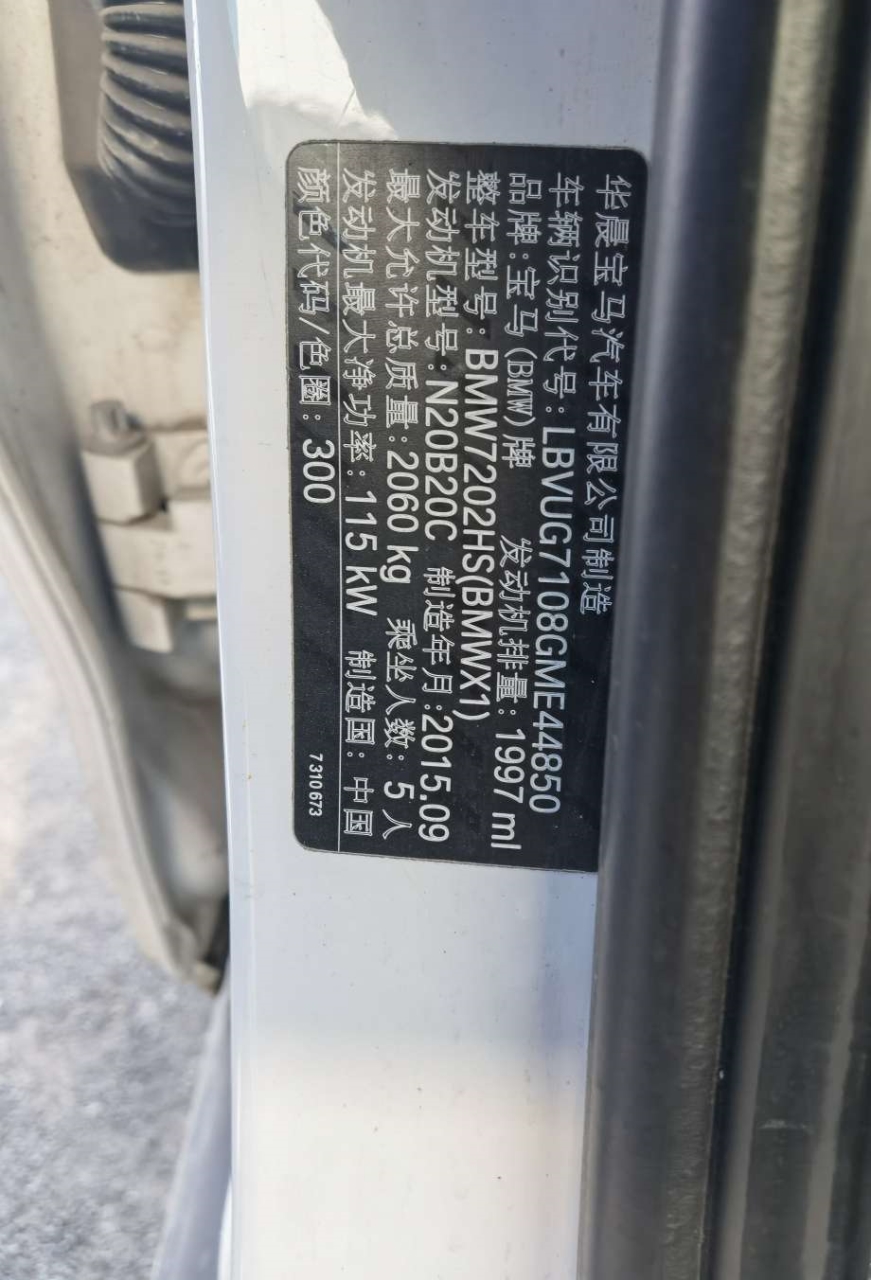 华晨宝马汽车有限公司制造
车辆识别代号:LBVUG7108GME44850
品牌:宝马(BMW)牌 发动机排量:1997 ml
整车型号:BMW7202HS(BMWX1)
发动机型号:N20B20C 制造年月:2015.09
最大允许总质量:2060 kg 乘坐人数:5人
发动机最大净功率:115 kW 制造国:中国
颜色代码/色圈:300 7 310 673